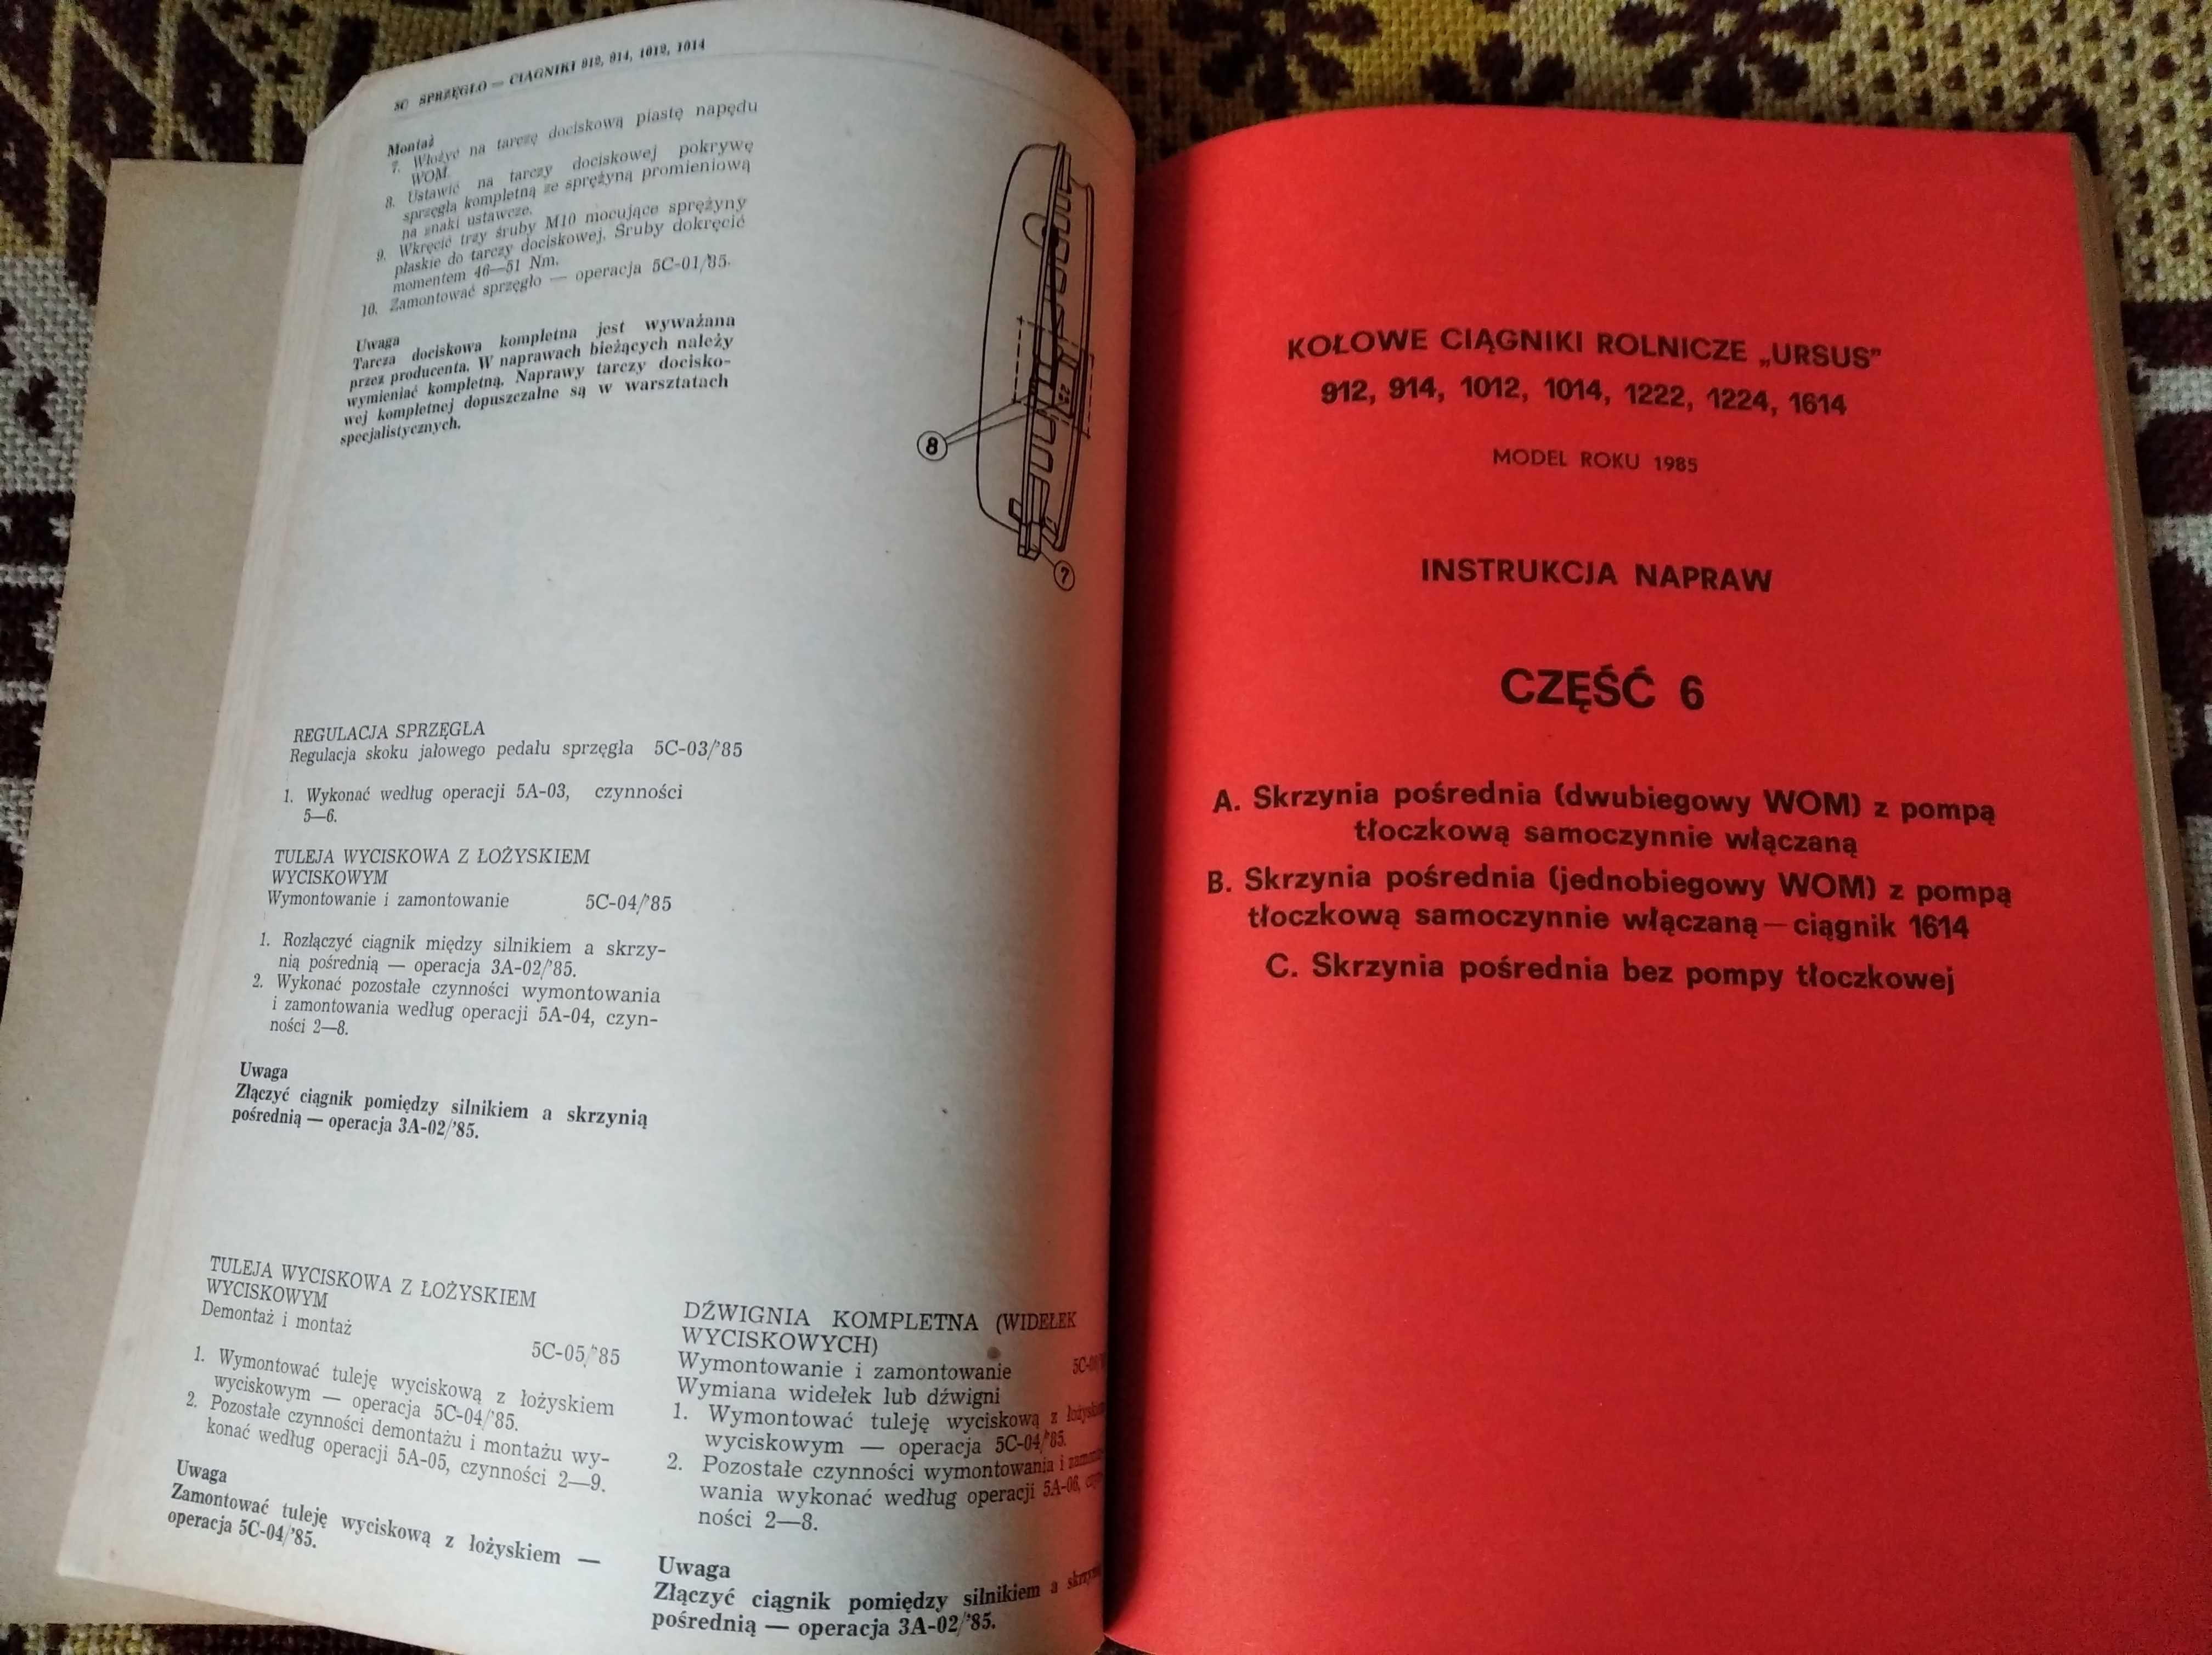 5C SPRZĘGŁO — CIĄGNIKI 912, 914, 1012, 1014
Montaż
7. Włożyć na tarczę dociskową piastę napędu
WOM.
8. Ustawić na tarczy dociskowej pokrywę
sprzęgła kompletną ze sprężyną promieniową
na znaki ustawcze.
9. Wkręcić trzy śruby M10 mocujące sprężyny
płaskie do tarczy dociskowej. Śruby dokręcić
momentem 46—51 Nm.
10. Zamontować sprzęgło — operacja 5C-01/'85.
Uwaga
Tarcza dociskowa kompletna jest wyważana
przez producenta. W naprawach bieżących należy
wymieniać kompletną. Naprawy tarczy docisko-
wej kompletnej dopuszczalne są w warsztatach
specjalistycznych.
8
7
REGULACJA SPRZĘGŁA
Regulacja skoku jałowego pedału sprzęgła 5C-03/'85
1. Wykonać według operacji 5A-03, czynności
5—6.
TULEJA WYCISKOWA Z ŁOŻYSKIEM
WYCISKOWYM
Wymontowanie i zamontowanie 5C-04/'85
1. Rozłączyć ciągnik między silnikiem a skrzy-
nią pośrednią — operacja 3A-02/'85.
2. Wykonać pozostałe czynności wymontowania
i zamontowania według operacji 5A-04, czyn-
ności 2—8.
Uwaga
Złączyć ciągnik pomiędzy silnikiem a skrzynią
pośrednią — operacja 3A-02/'85.
TULEJA WYCISKOWA Z ŁOŻYSKIEM
WYCISKOWYM
Demontaż i montaż
5C-05/'85
1. Wymontować tuleję wyciskową z łożyskiem
wyciskowym — operacja 5C-04/'85.
2. Pozostałe czynności demontażu i montażu wy-
konać według operacji 5A-05, czynności 2—9.
Uwaga
Zamontować tuleję wyciskową z łożyskiem —
operacja 5C-04/'85.
DŹWIGNIA KOMPLETNA (WIDEŁEK
WYCISKOWYCH)
Wymontowanie i zamontowanie
Wymiana widełek lub dźwigni
1. Wymontować tuleję wyciskową z łożyskiem
wyciskowym — operacja 5C-04/'85.
2. Pozostałe czynności wymontowania i zamonto-
wania wykonać według operacji 5A-06, czyn-
ności 2—8.
Uwaga
Złączyć ciągnik pomiędzy silnikiem a skrzynią
pośrednią — operacja 3A-02/'85.
KOŁOWE CIĄGNIKI ROLNICZE „URSUS”
912, 914, 1012, 1014, 1222, 1224, 1614
MODEL ROKU 1985
INSTRUKCJA NAPRAW
CZĘŚĆ 6
A. Skrzynia pośrednia (dwubiegowy WOM) z pompą
tłoczkową samoczynnie włączaną
B. Skrzynia pośrednia (jednobiegowy WOM) z pompą
tłoczkową samoczynnie włączaną — ciągnik 1614
C. Skrzynia pośrednia bez pompy tłoczkowej